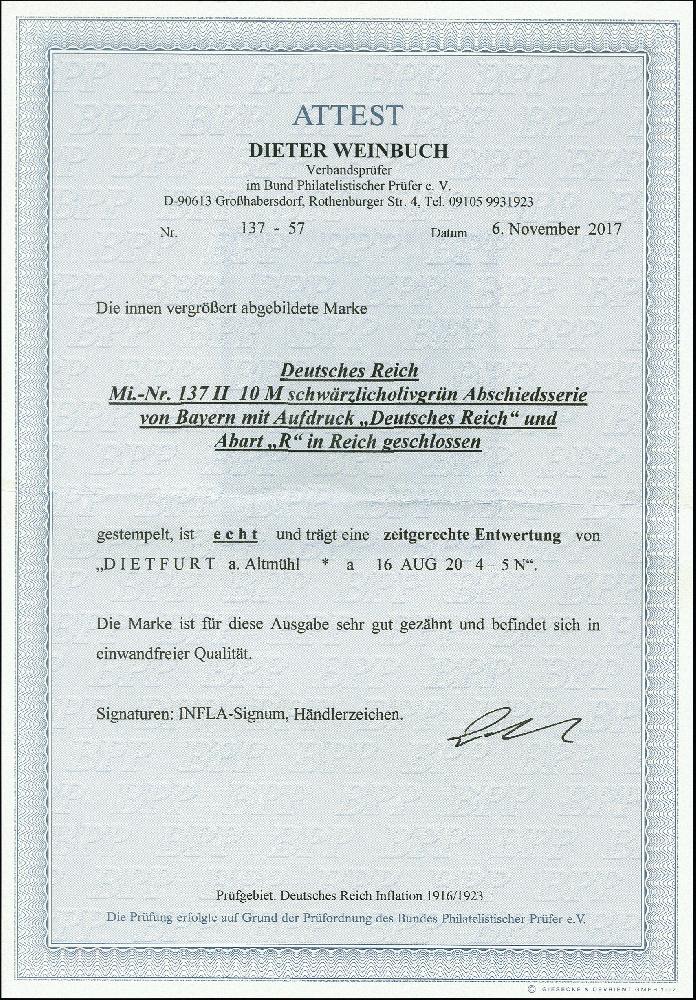 ATTEST
DIETER WEINBUCH
Verbandsprüfer
im Bund Philatelistischer Prüfer e. V.
D-90613 Großhabersdorf, Rothenburger Str. 4, Tel. 09105 9931923
Nr. 137 - 57 Datum 6. November 2017
Die innen vergrößert abgebildete Marke
Deutsches Reich
Mi.-Nr. 137 II 10 M schwärzlicholivgrün Abschiedsserie
von Bayern mit Aufdruck „Deutsches Reich“ und
Abart „R“ in Reich geschlossen
gestempelt, ist echt und trägt eine zeitgerechte Entwertung von
„DIETFURT a. Altmühl * a 16 AUG 20 4 - 5 N“.
Die Marke ist für diese Ausgabe sehr gut gezähnt und befindet sich in
einwandfreier Qualität.
Signaturen: INFLA-Signum, Händlerzeichen.
Prüfgebiet. Deutsches Reich Inflation 1916/1923
Die Prüfung erfolgte auf Grund der Prüfordnung des Bundes Philatelistischer Prüfer e.V.
© GIESECKE & DEVRIENT GMBH